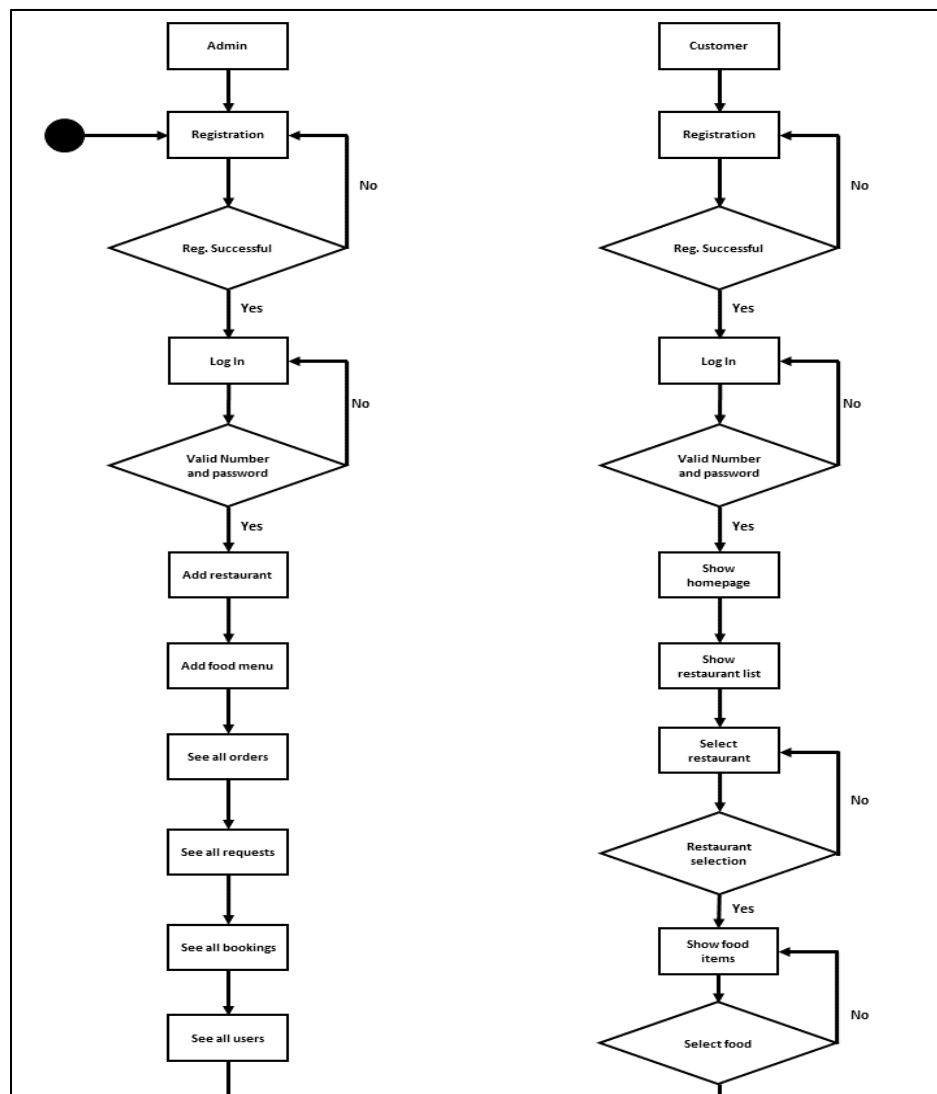 Admin
Registration
No
Reg. Successful
Yes
Log In
No
Valid Number
and password
Yes
Add restaurant
Add food menu
See all orders
See all requests
See all bookings
See all users
Customer
Registration
No
Reg. Successful
Yes
Log In
No
Valid Number
and password
Yes
Show
homepage
Show
restaurant list
Select
restaurant
No
Restaurant
selection
Yes
Show food
items
No
Select food